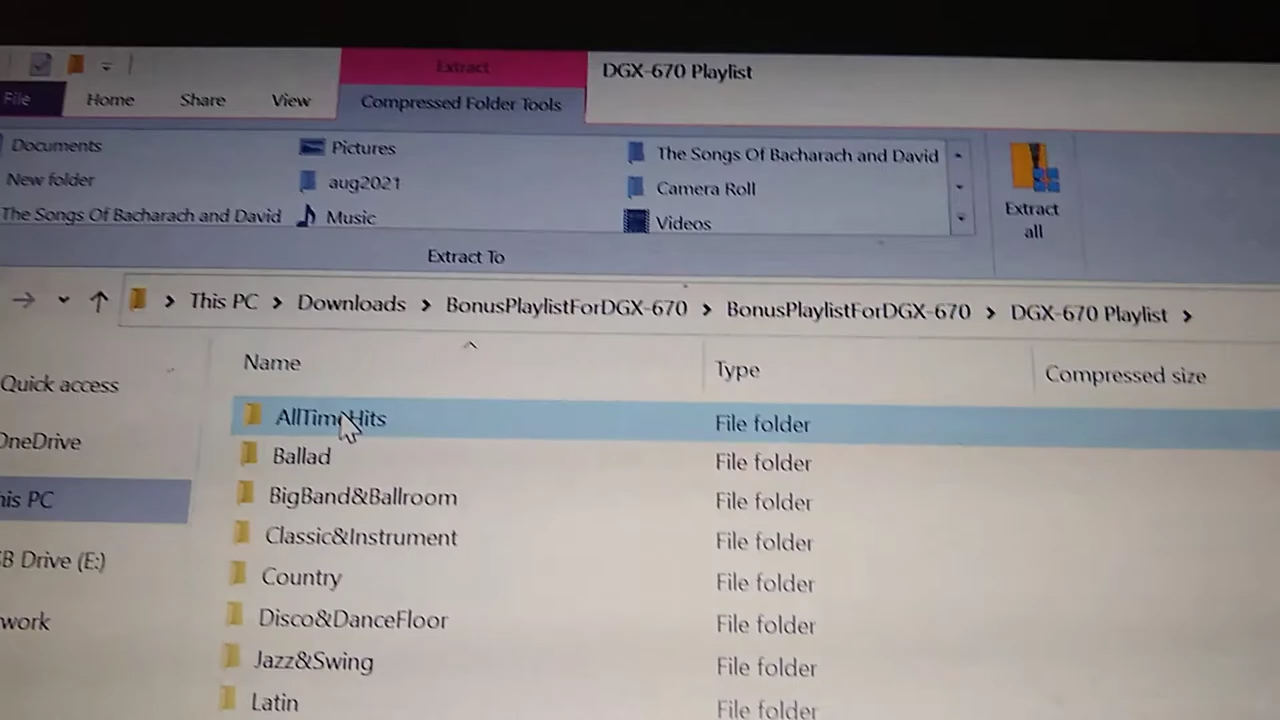 Extract
DGX-670 Playlist
File
Home
Share
View
Compressed Folder Tools
Documents
Pictures
The Songs Of Bacharach and David
New folder
aug2021
Camera Roll
The Songs Of Bacharach and David
Music
Videos
Extract
all
Extract To
This PC > Downloads > BonusPlaylistForDGX-670 > BonusPlaylistForDGX-670 > DGX-670 Playlist >
Name
Type
Compressed size
Quick access
OneDrive
his PC
B Drive (E:)
work
AllTimeHits
File folder
Ballad
File folder
BigBand&Ballroom
File folder
Classic&Instrument
File folder
Country
File folder
Disco&DanceFloor
File folder
Jazz&Swing
File folder
Latin
File folder